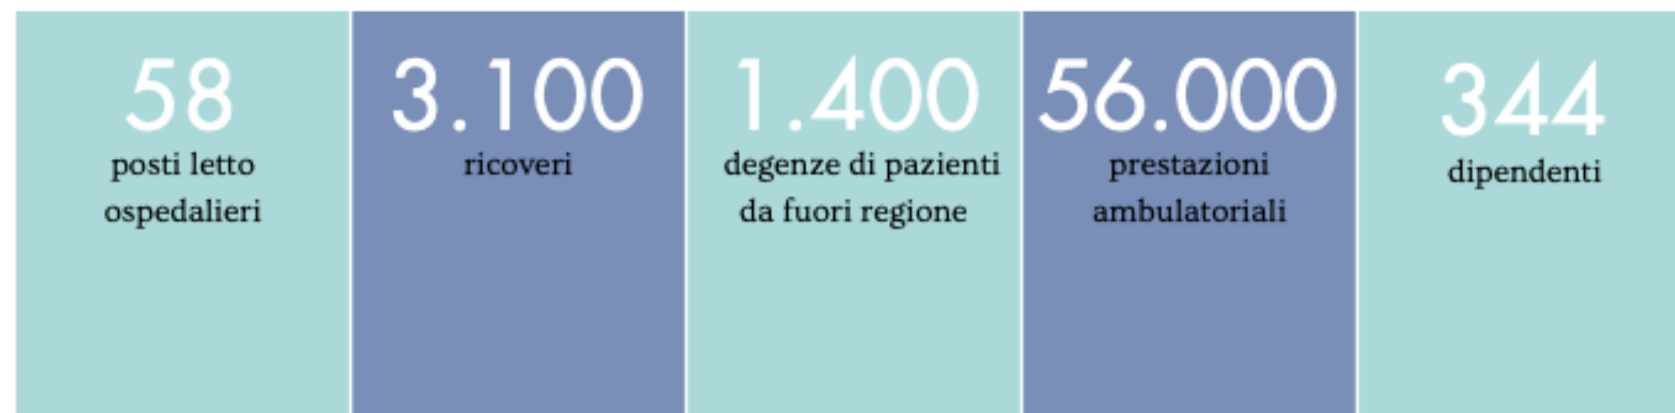 58
posti letto
ospedalieri
3.100
ricoveri
1.400
degenze di pazienti
da fuori regione
56.000
prestazioni
ambulatoriali
344
dipendenti